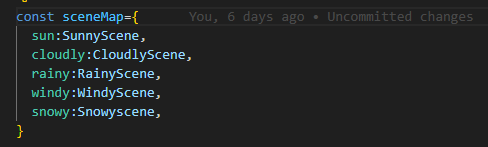 const sceneMap={ You, 6 days ago • Uncommitted changes
sun:SunnyScene,
cloudly:CloudlyScene,
rainy:RainyScene,
windy:WindyScene,
snowy:Snowyscene,
}